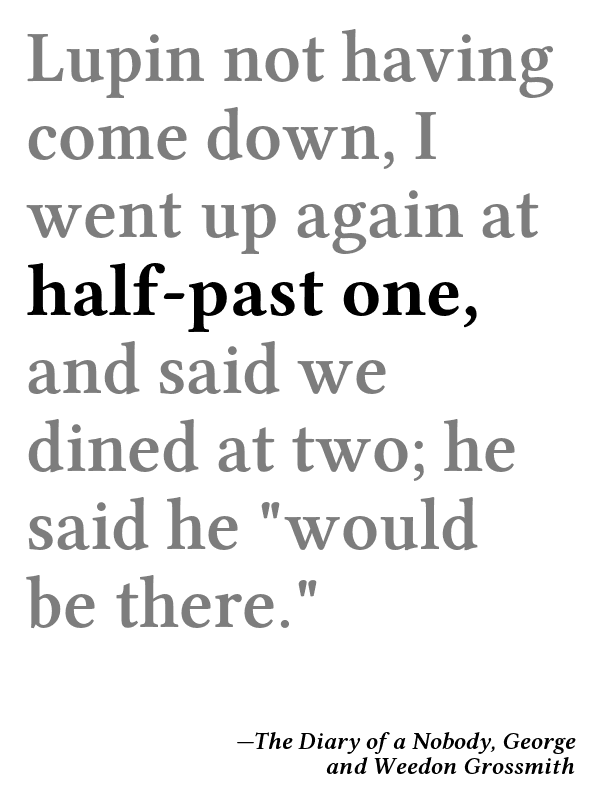 Lupin not having
come down, I
went up again at
half-past one,
and said we
dined at two; he
said he "would
be there."
—The Diary of a Nobody, George
and Weedon Grossmith